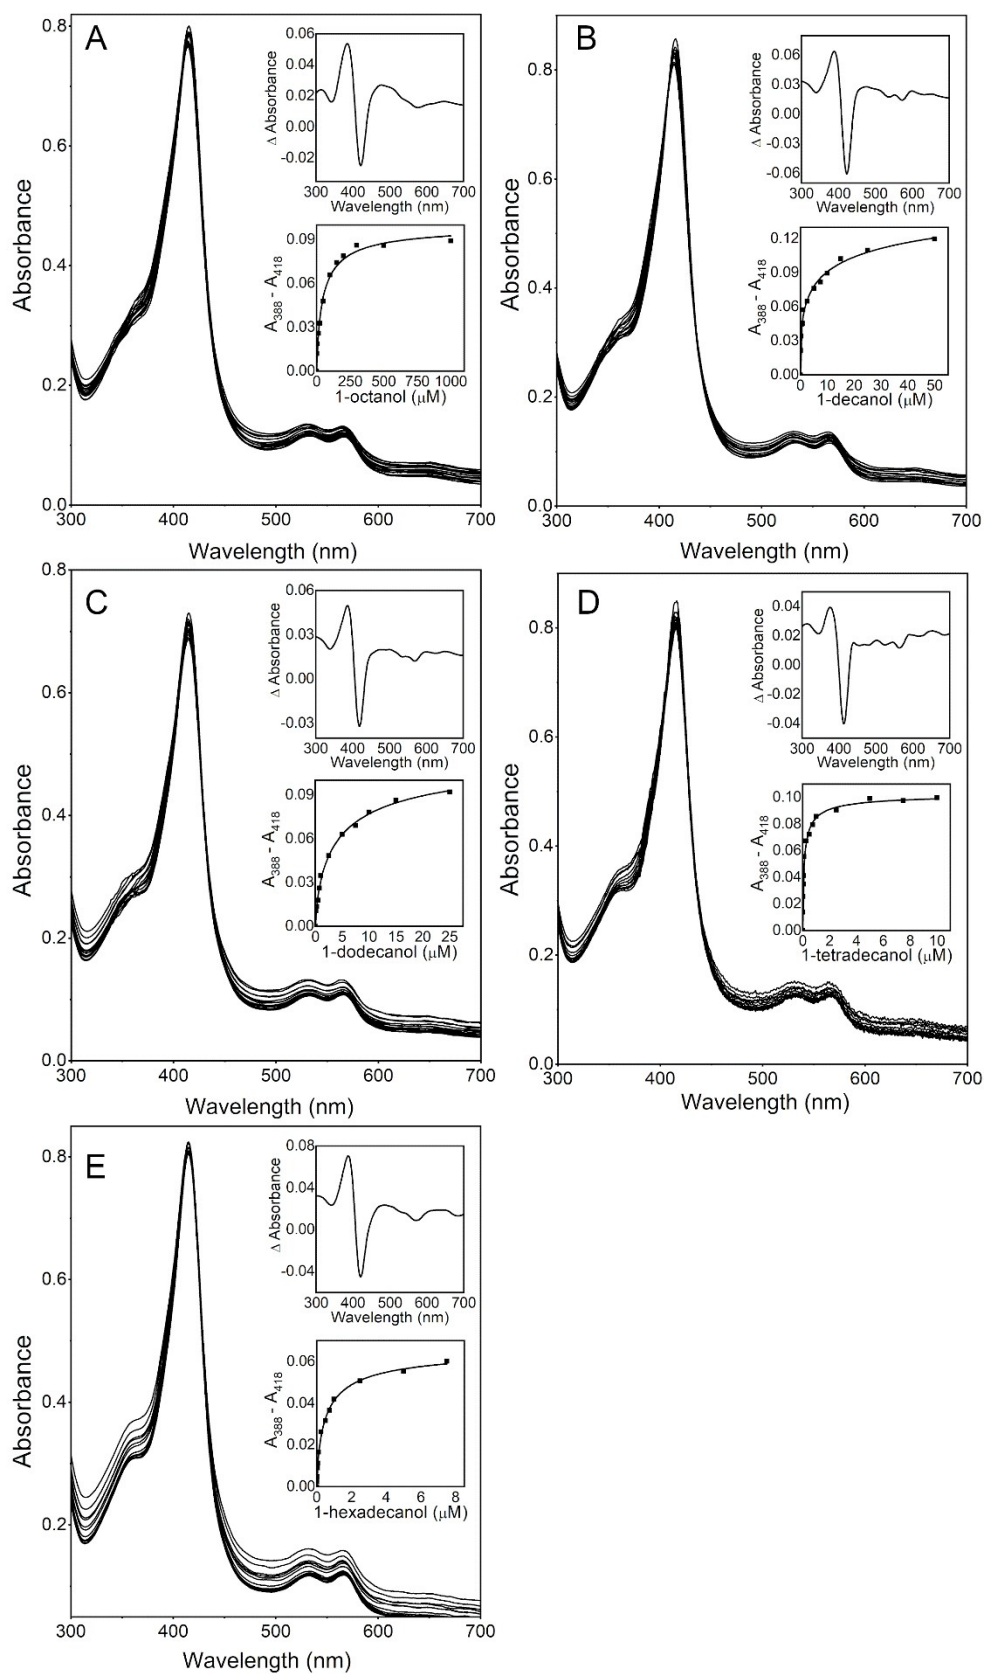 A
0.8
0.6
0.4
0.2
0.0
Absorbance
300 400 500 600 700
Wavelength (nm)
0.06
0.04
0.02
0.00
-0.02
Δ Absorbance
300 400 500 600 700
Wavelength (nm)
0.09
0.06
0.03
0.00
A388 - A418
0 250 500 750 1000
1-octanol (μM)
B
0.8
0.6
0.4
0.2
0.0
Absorbance
300 400 500 600 700
Wavelength (nm)
0.06
0.03
0.00
-0.03
-0.06
Δ Absorbance
300 400 500 600 700
Wavelength (nm)
0.12
0.09
0.06
0.03
0.00
A388 - A418
0 10 20 30 40 50
1-decanol (μM)
C
0.8
0.6
0.4
0.2
0.0
Absorbance
300 400 500 600 700
Wavelength (nm)
0.06
0.03
0.00
-0.03
Δ Absorbance
300 400 500 600 700
Wavelength (nm)
0.09
0.06
0.03
0.00
A388 - A418
0 5 10 15 20 25
1-dodecanol (μM)
D
0.8
0.6
0.4
0.2
0.0
Absorbance
300 400 500 600 700
Wavelength (nm)
0.04
0.02
0.00
-0.02
-0.04
Δ Absorbance
300 400 500 600 700
Wavelength (nm)
0.10
0.08
0.06
0.04
0.02
0.00
A388 - A418
0 2 4 6 8 10
1-tetradecanol (μM)
E
0.8
0.6
0.4
0.2
Absorbance
300 400 500 600 700
Wavelength (nm)
0.08
0.04
0.00
-0.04
Δ Absorbance
300 400 500 600 700
Wavelength (nm)
0.06
0.04
0.02
0.00
A388 - A418
0 2 4 6 8
1-hexadecanol (μM)